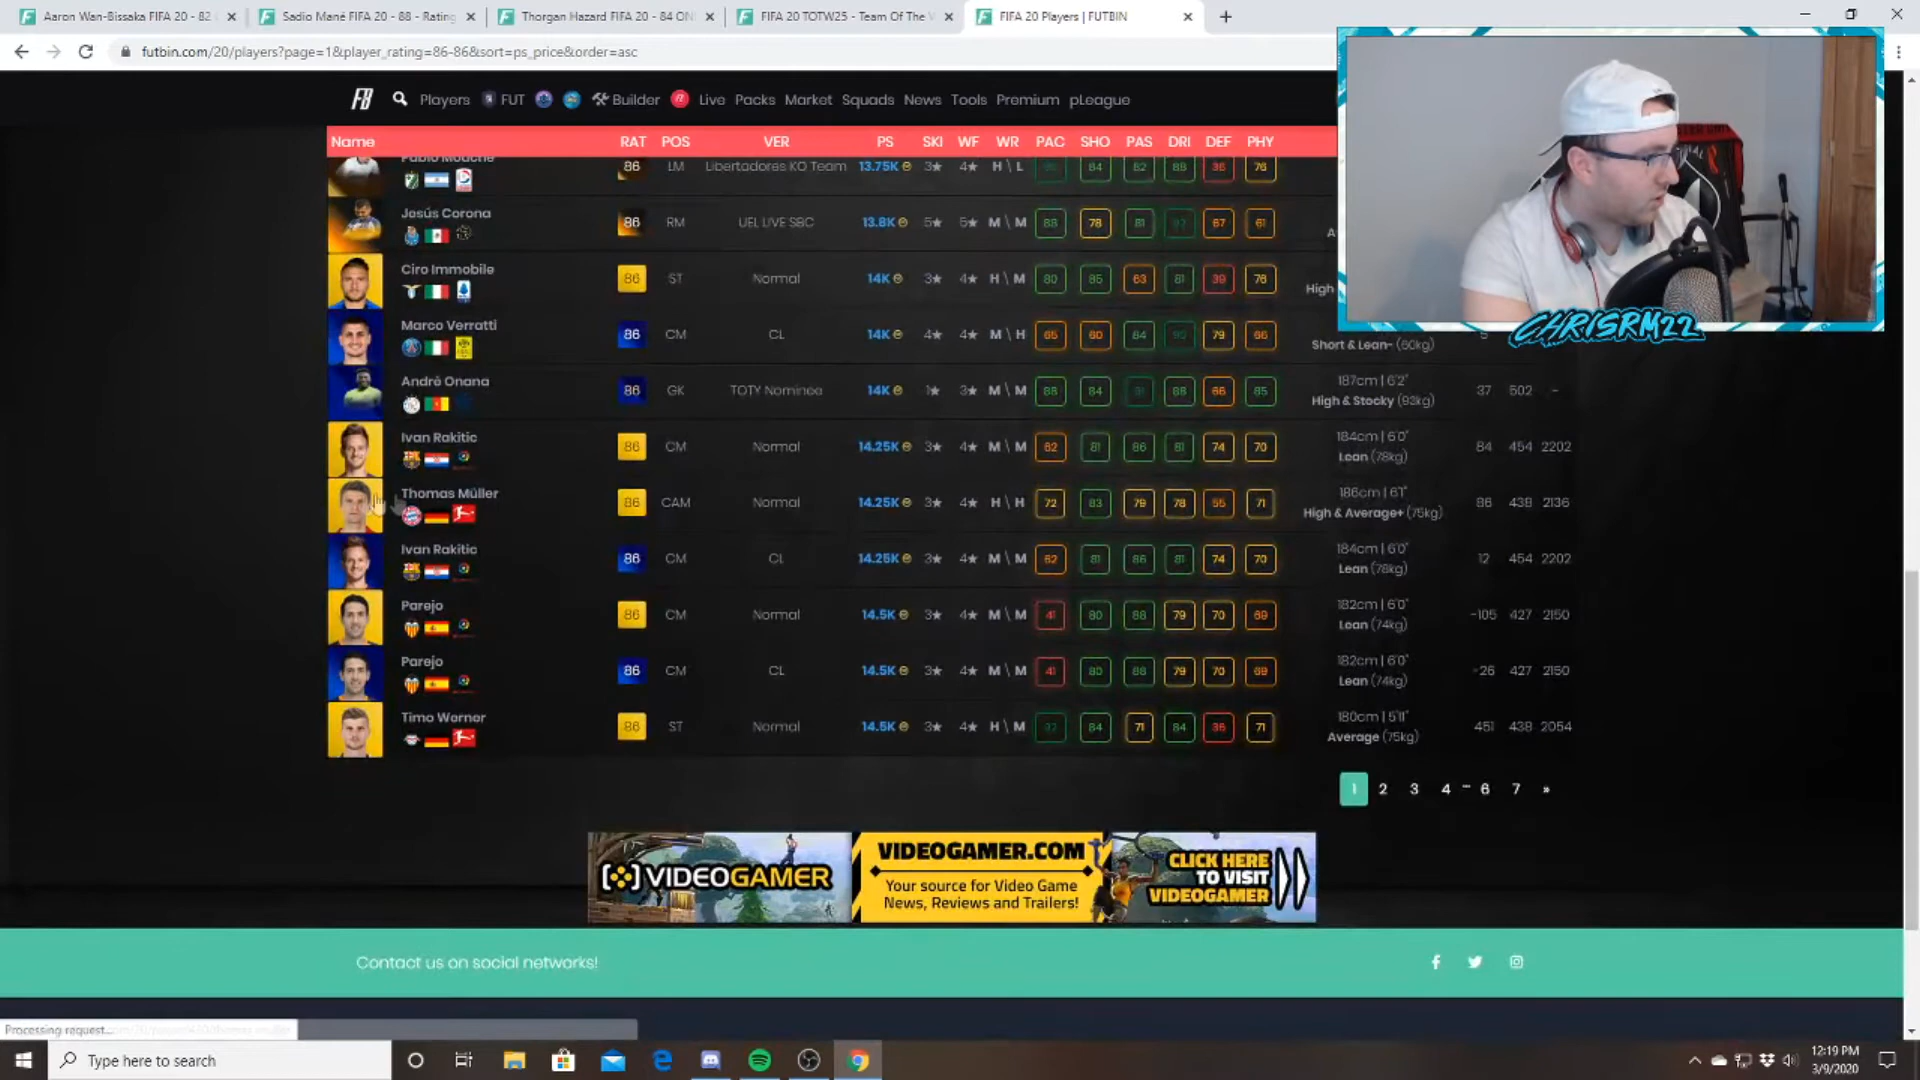 Aaron Wan-Bissaka FIFA 20 - 82
Sadio Mané FIFA 20 - 88 - Rating
Thorgan Hazard FIFA 20 - 84 ON
FIFA 20 TOTW25 - Team Of The
FIFA 20 Players | FUTBIN
futbin.com/20/players?page=1&player_rating=86-86&sort=ps_price&order=asc
FB Players FUT Builder Live Packs Market Squads News Tools Premium pLeague
Name RAT POS VER PS SKI WF WR PAC SHO PAS DRI DEF PHY
86 LM Libertadores KO Team 13.75K 3★ 4★ H \ L 84 82 88 36 76
Jesús Corona
86 RM UEL LIVE SBC 13.8K 5★ 5★ M \ M 88 78 81 67 61
Ciro Immobile
86 ST Normal 14K 3★ 4★ H \ M 80 85 63 81 39 76 High
Marco Verratti
86 CM CL 14K 4★ 4★ M \ H 65 60 84 90 79 66
Short & Lean- (60kg)
André Onana 187cm | 6'2"
86 GK TOTY Nominee 14K 1★ 3★ M \ M 88 84 91 88 66 85 37 502 -
High & Stocky (93kg)
Ivan Rakitic 184cm | 6'0"
86 CM Normal 14.25K 3★ 4★ M \ M 62 81 86 81 74 70 84 454 2202
Lean (78kg)
Thomas Müller 186cm | 6'1"
86 CAM Normal 14.25K 3★ 4★ H \ H 72 83 79 78 55 71 86 438 2136
High & Average+ (75kg)
Ivan Rakitic 184cm | 6'0"
86 CM CL 14.25K 3★ 4★ M \ M 62 81 86 81 74 70 12 454 2202
Lean (78kg)
Parejo 182cm | 6'0"
86 CM Normal 14.5K 3★ 4★ M \ M 41 80 88 79 70 69 -105 427 2150
Lean (74kg)
Parejo 182cm | 6'0"
86 CM CL 14.5K 3★ 4★ M \ M 41 80 88 79 70 69 -26 427 2150
Lean (74kg)
Timo Werner 180cm | 5'11"
86 ST Normal 14.5K 3★ 4★ H \ M 84 71 84 36 71 451 438 2054
Average (75kg)
1 2 3 4 ... 6 7 »
VIDEOGAMER
VIDEOGAMER.COM
Your source for Video Game
News, Reviews and Trailers!
CLICK HERE
TO VISIT
VIDEOGAMER
Contact us on social networks!
Processing request...
Type here to search
12:19 PM
3/9/2020
CHRISRM22